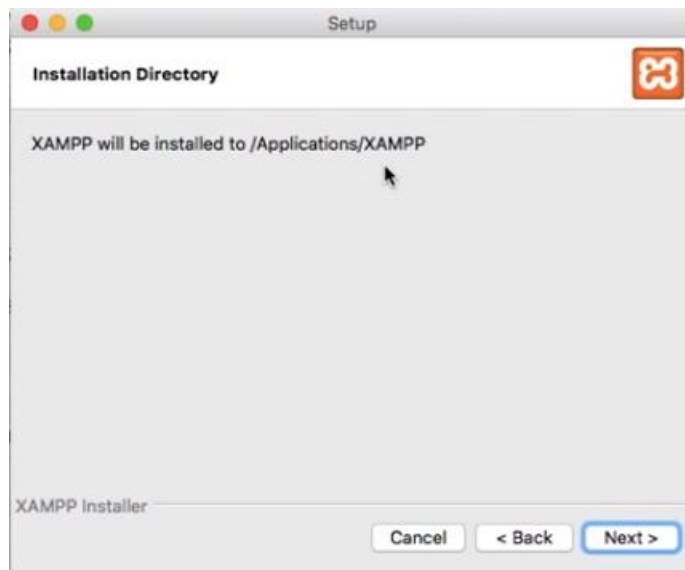 Setup
Installation Directory
XAMPP will be installed to /Applications/XAMPP
XAMPP Installer
Cancel
< Back
Next >